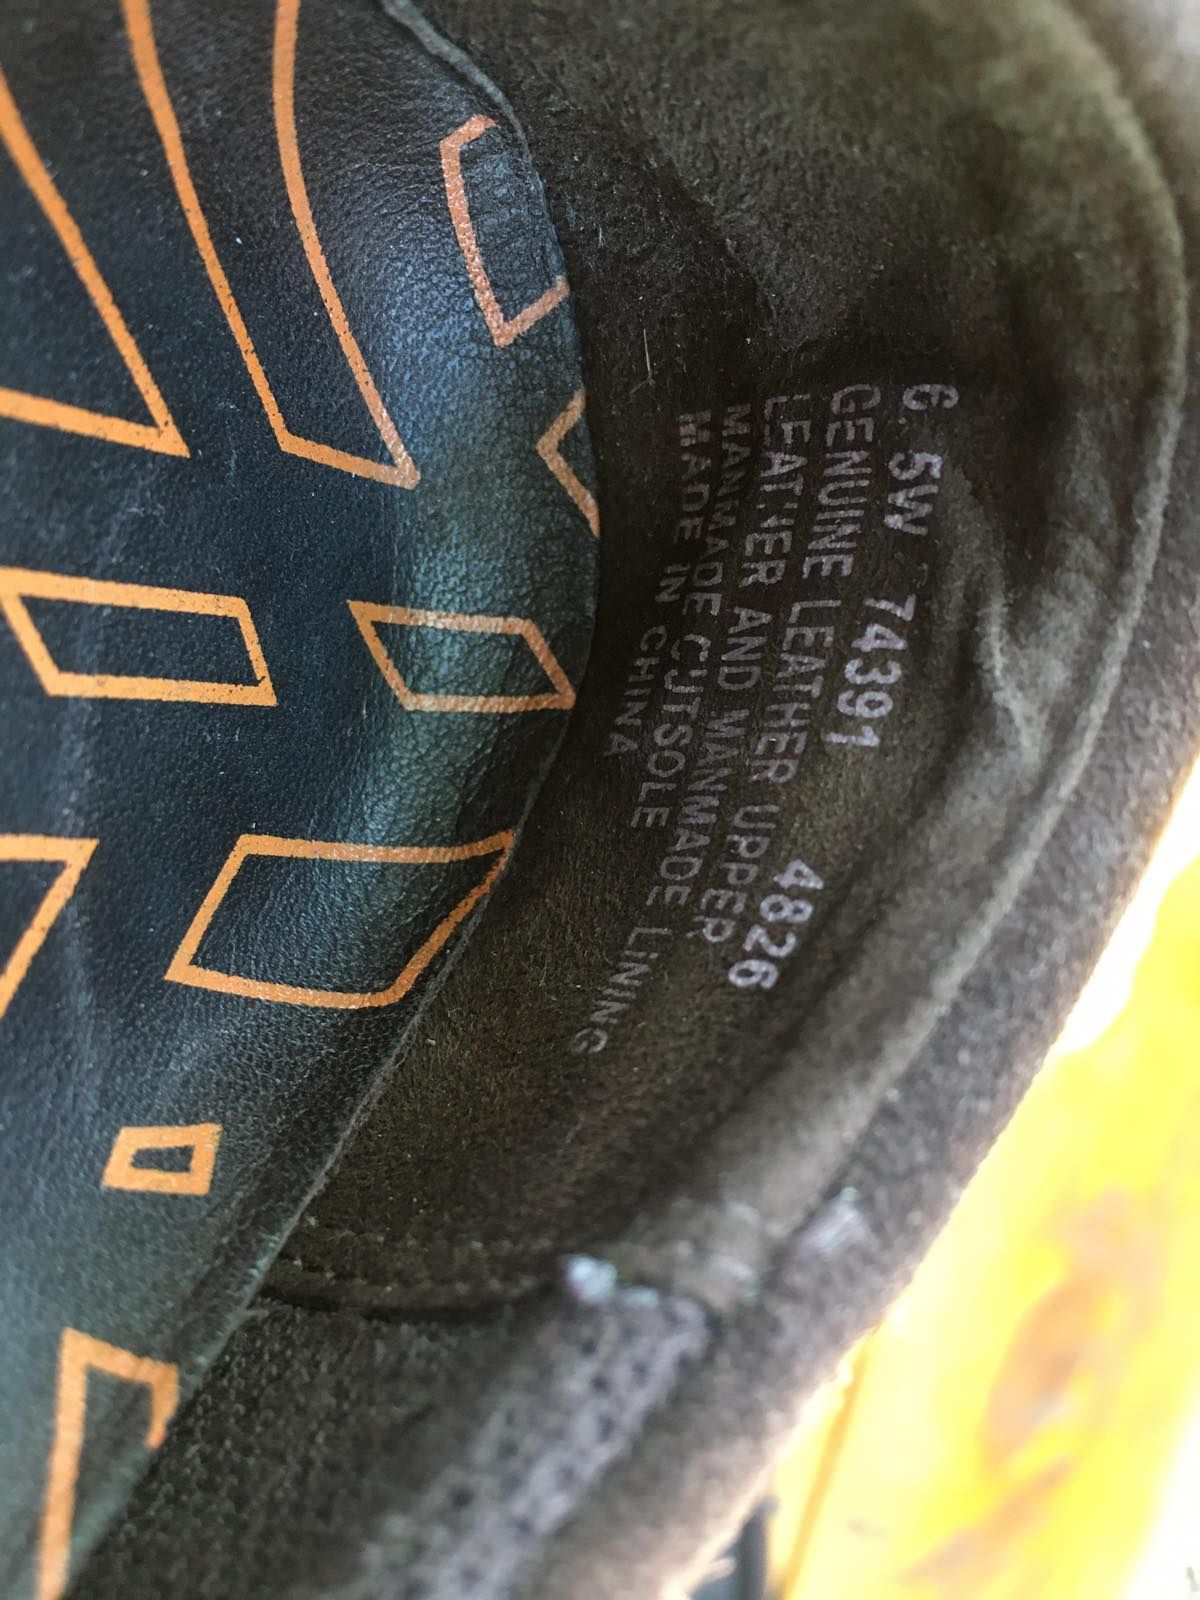 6.5W 74391 4826
GENUINE LEATHER UPPER
LEATHER AND MANMADE LINING
MANMADE OUTSOLE
MADE IN CHINA